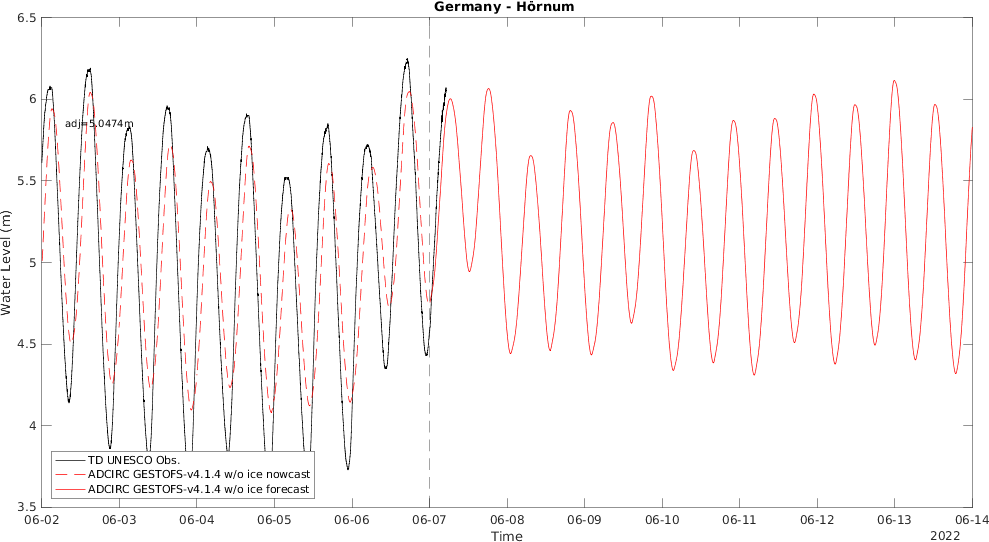 Germany - Hörnum
6.5
6
5.5
5
4.5
4
3.5
Water Level (m)
adj=5.0474m
TD UNESCO Obs.
ADCIRC GESTOFS-v4.1.4 w/o ice nowcast
ADCIRC GESTOFS-v4.1.4 w/o ice forecast
06-02 06-03 06-04 06-05 06-06 06-07 06-08 06-09 06-10 06-11 06-12 06-13 06-14
Time
2022